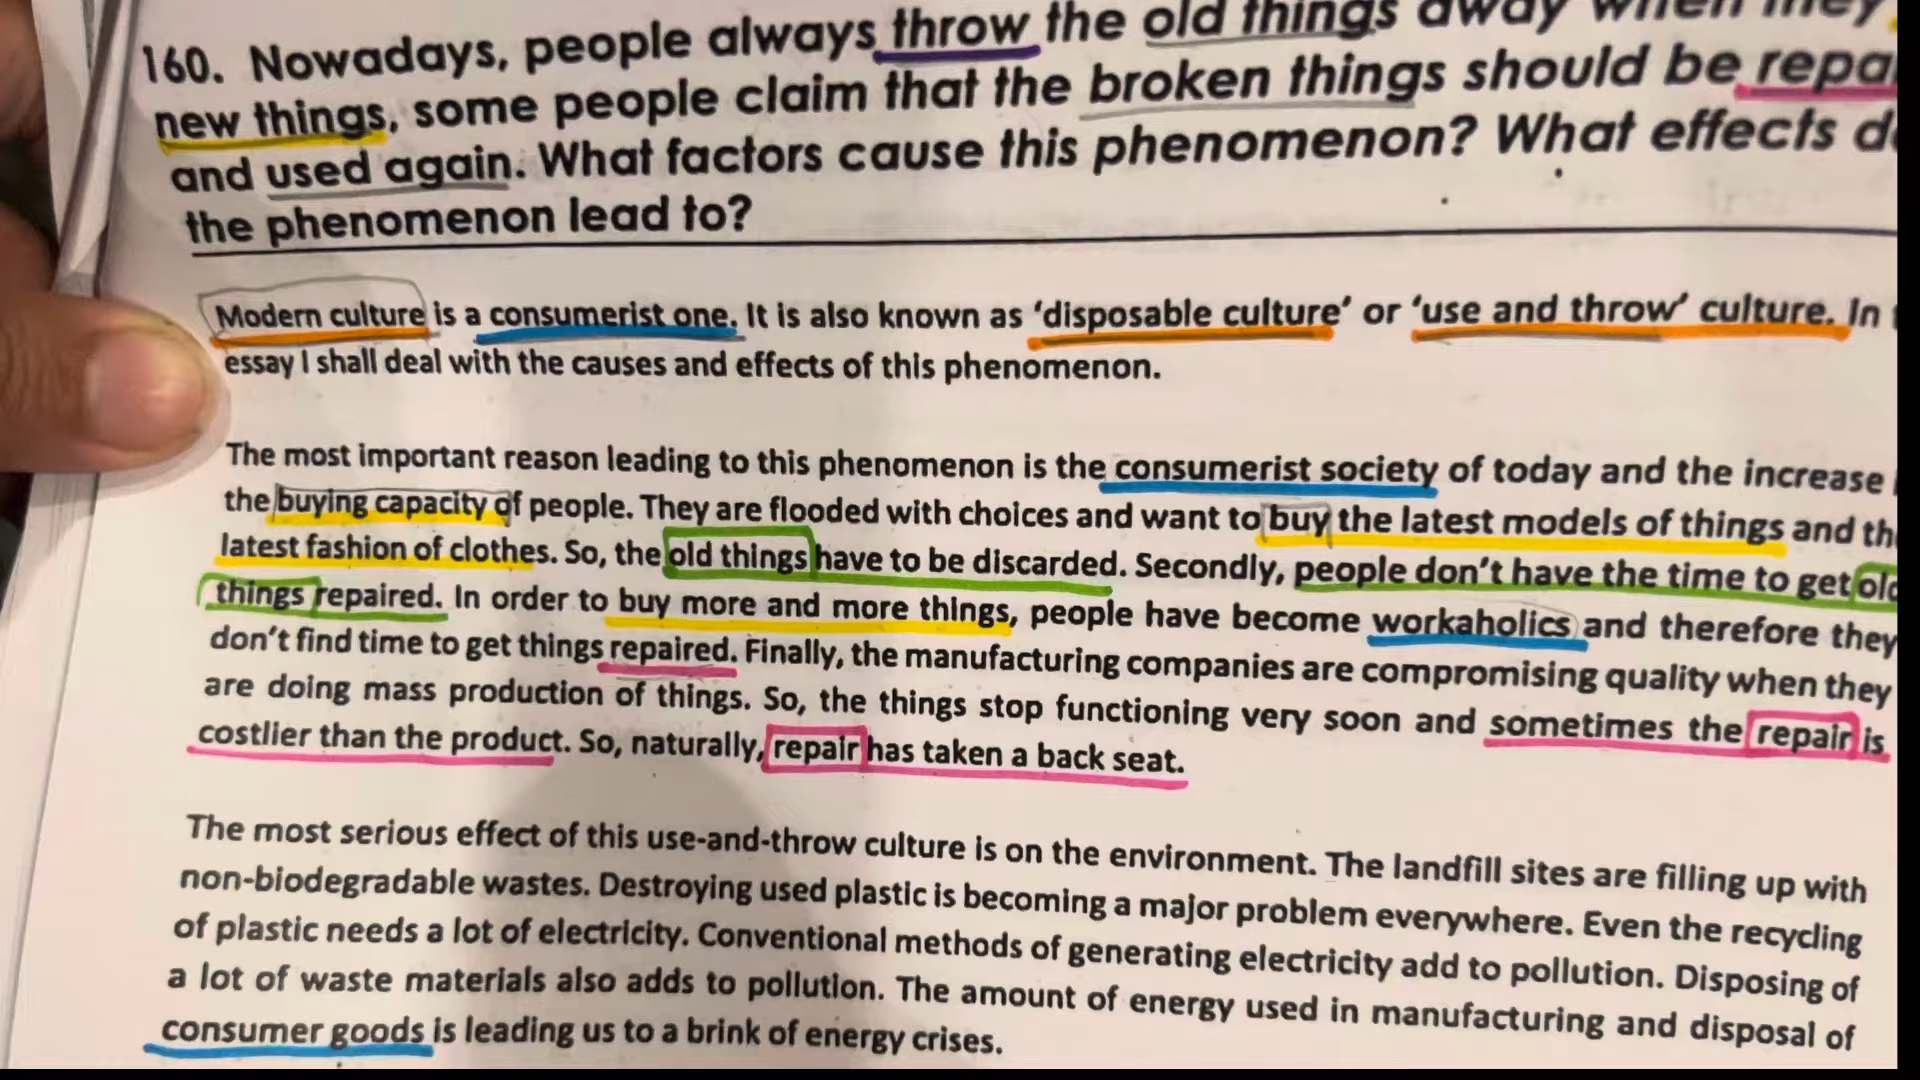 160. Nowadays, people always throw the old things away when they
new things, some people claim that the broken things should be
and used again. What factors cause this phenomenon? What effects
the phenomenon lead to?
Modern culture is a consumerist one. It is also known as ‘disposable culture’ or ‘use and throw’ culture. In
essay I shall deal with the causes and effects of this phenomenon.
The most important reason leading to this phenomenon is the consumerist society of today and the increase
the buying capacity of people. They are flooded with choices and want to buy the latest models of things and
latest fashion of clothes. So, the old things have to be discarded. Secondly, people don’t have the time to get old
things repaired. In order to buy more and more things, people have become workaholics and therefore they
don’t find time to get things repaired. Finally, the manufacturing companies are compromising quality when they
are doing mass production of things. So, the things stop functioning very soon and sometimes the repair is
costlier than the product. So, naturally, repair has taken a back seat.
The most serious effect of this use-and-throw culture is on the environment. The landfill sites are filling up with
non-biodegradable wastes. Destroying used plastic is becoming a major problem everywhere. Even the recycling
of plastic needs a lot of electricity. Conventional methods of generating electricity add to pollution. Disposing of
a lot of waste materials also adds to pollution. The amount of energy used in manufacturing and disposal of
consumer goods is leading us to a brink of energy crises.